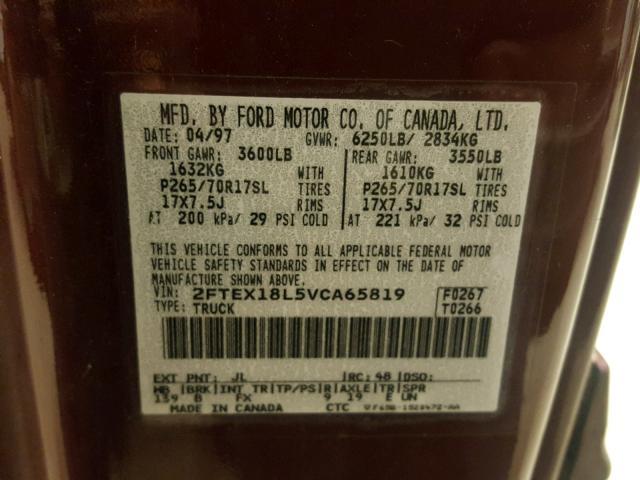 MFD. BY FORD MOTOR CO. OF CANADA, LTD.
DATE: 04/97 GVWR: 6250LB/ 2834KG
FRONT GAWR: 3600LB REAR GAWR: 3550LB
1632KG WITH 1610KG WITH
P265/70R17SL TIRES P265/70R17SL TIRES
17X7.5J RIMS 17X7.5J RIMS
AT 200 kPa/ 29 PSI COLD AT 221 kPa/ 32 PSI COLD
THIS VEHICLE CONFORMS TO ALL APPLICABLE FEDERAL MOTOR
VEHICLE SAFETY STANDARDS IN EFFECT ON THE DATE OF
MANUFACTURE SHOWN ABOVE.
VIN: 2FTEX18L5VCA65819 F0267
TYPE: TRUCK T0266
EXT PNT: JL RC: 48 DSO:
WB BRK INT TR TP/PS R AXLE TR SPR
139 B FX 9 19 E UN
MADE IN CANADA CTC